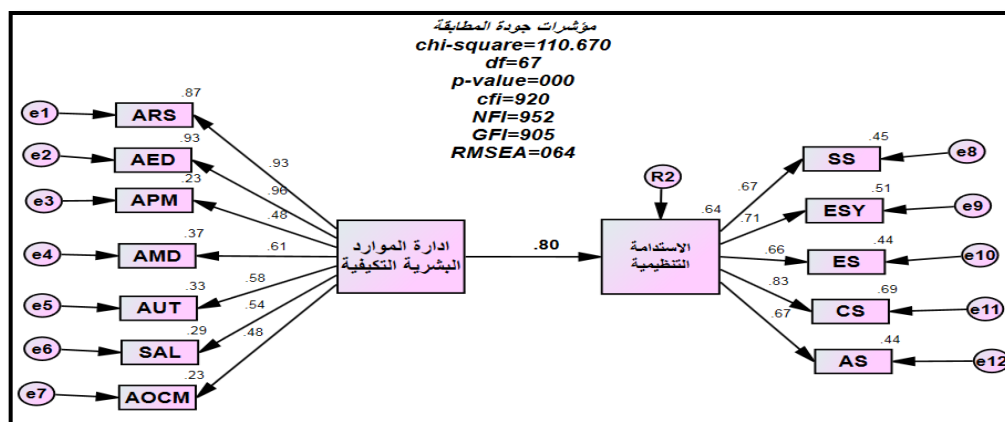 مؤشرات جودة المطابقة
chi-square=110.670
df=67
p-value=000
cfi=920
NFI=952
GFI=905
RMSEA=064
e1
ARS
.87
.93
e2
AED
.93
.96
e3
APM
.23
.48
e4
AMD
.37
.61
e5
AUT
.33
.58
e6
SAL
.29
.54
e7
AOCM
.23
.48
ادارة الموارد
البشرية التكيفية
.80
R2
.64
الاستدامة
التنظيمية
.67
SS
.45
e8
.71
ESY
.51
e9
.66
ES
.44
e10
.83
CS
.69
e11
.67
AS
.44
e12